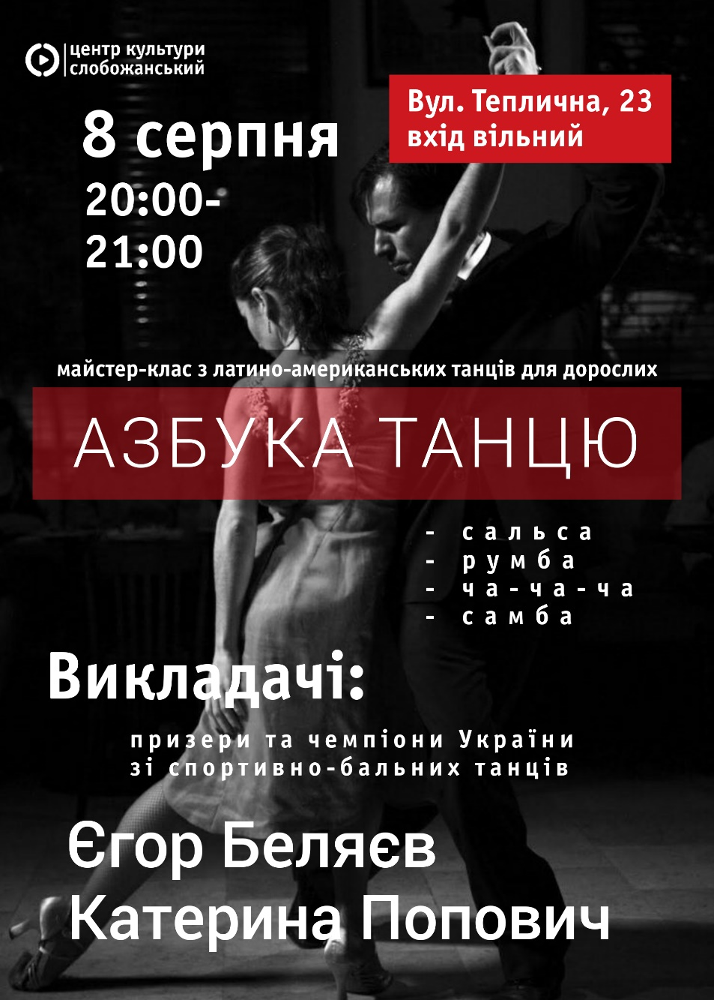 центр культури
слобожанський
Вул. Теплична, 23
вхід вільний
8 серпня
20:00-
21:00
майстер-клас з латино-американських танців для дорослих
АЗБУКА ТАНЦЮ
- сальса
- румба
- ча-ча-ча
- самба
Викладачі:
призери та чемпіони України
зі спортивно-бальних танців
Єгор Беляєв
Катерина Попович